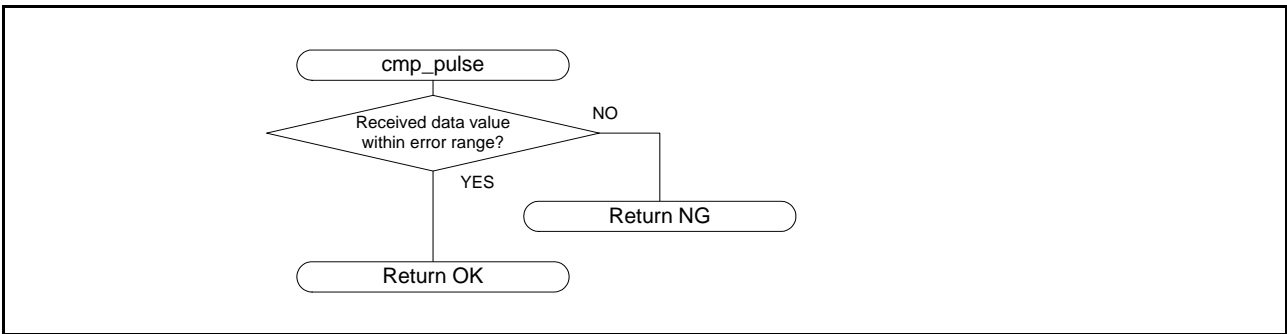 cmp_pulse
Received data value
within error range?
NO
YES
Return NG
Return OK